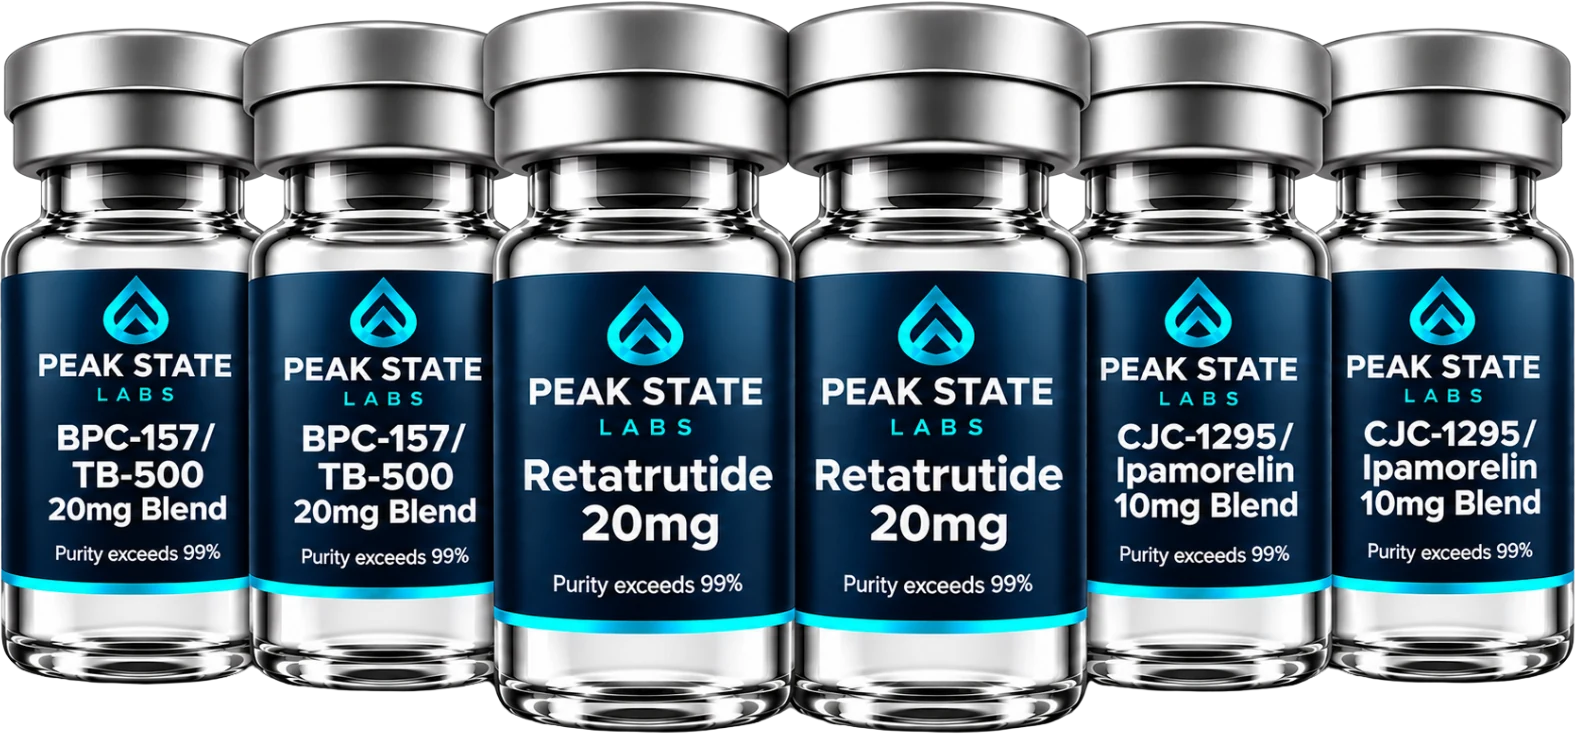 PEAK STATE
LABS
BPC-157/
TB-500
20mg Blend
Purity exceeds 99%
PEAK STATE
LABS
BPC-157/
TB-500
20mg Blend
Purity exceeds 99%
PEAK STATE
LABS
Retatrutide
20mg
Purity exceeds 99%
PEAK STATE
LABS
Retatrutide
20mg
Purity exceeds 99%
PEAK STATE
LABS
CJC-1295/
Ipamorelin
10mg Blend
Purity exceeds 99%
PEAK STATE
LABS
CJC-1295/
Ipamorelin
10mg Blend
Purity exceeds 99%